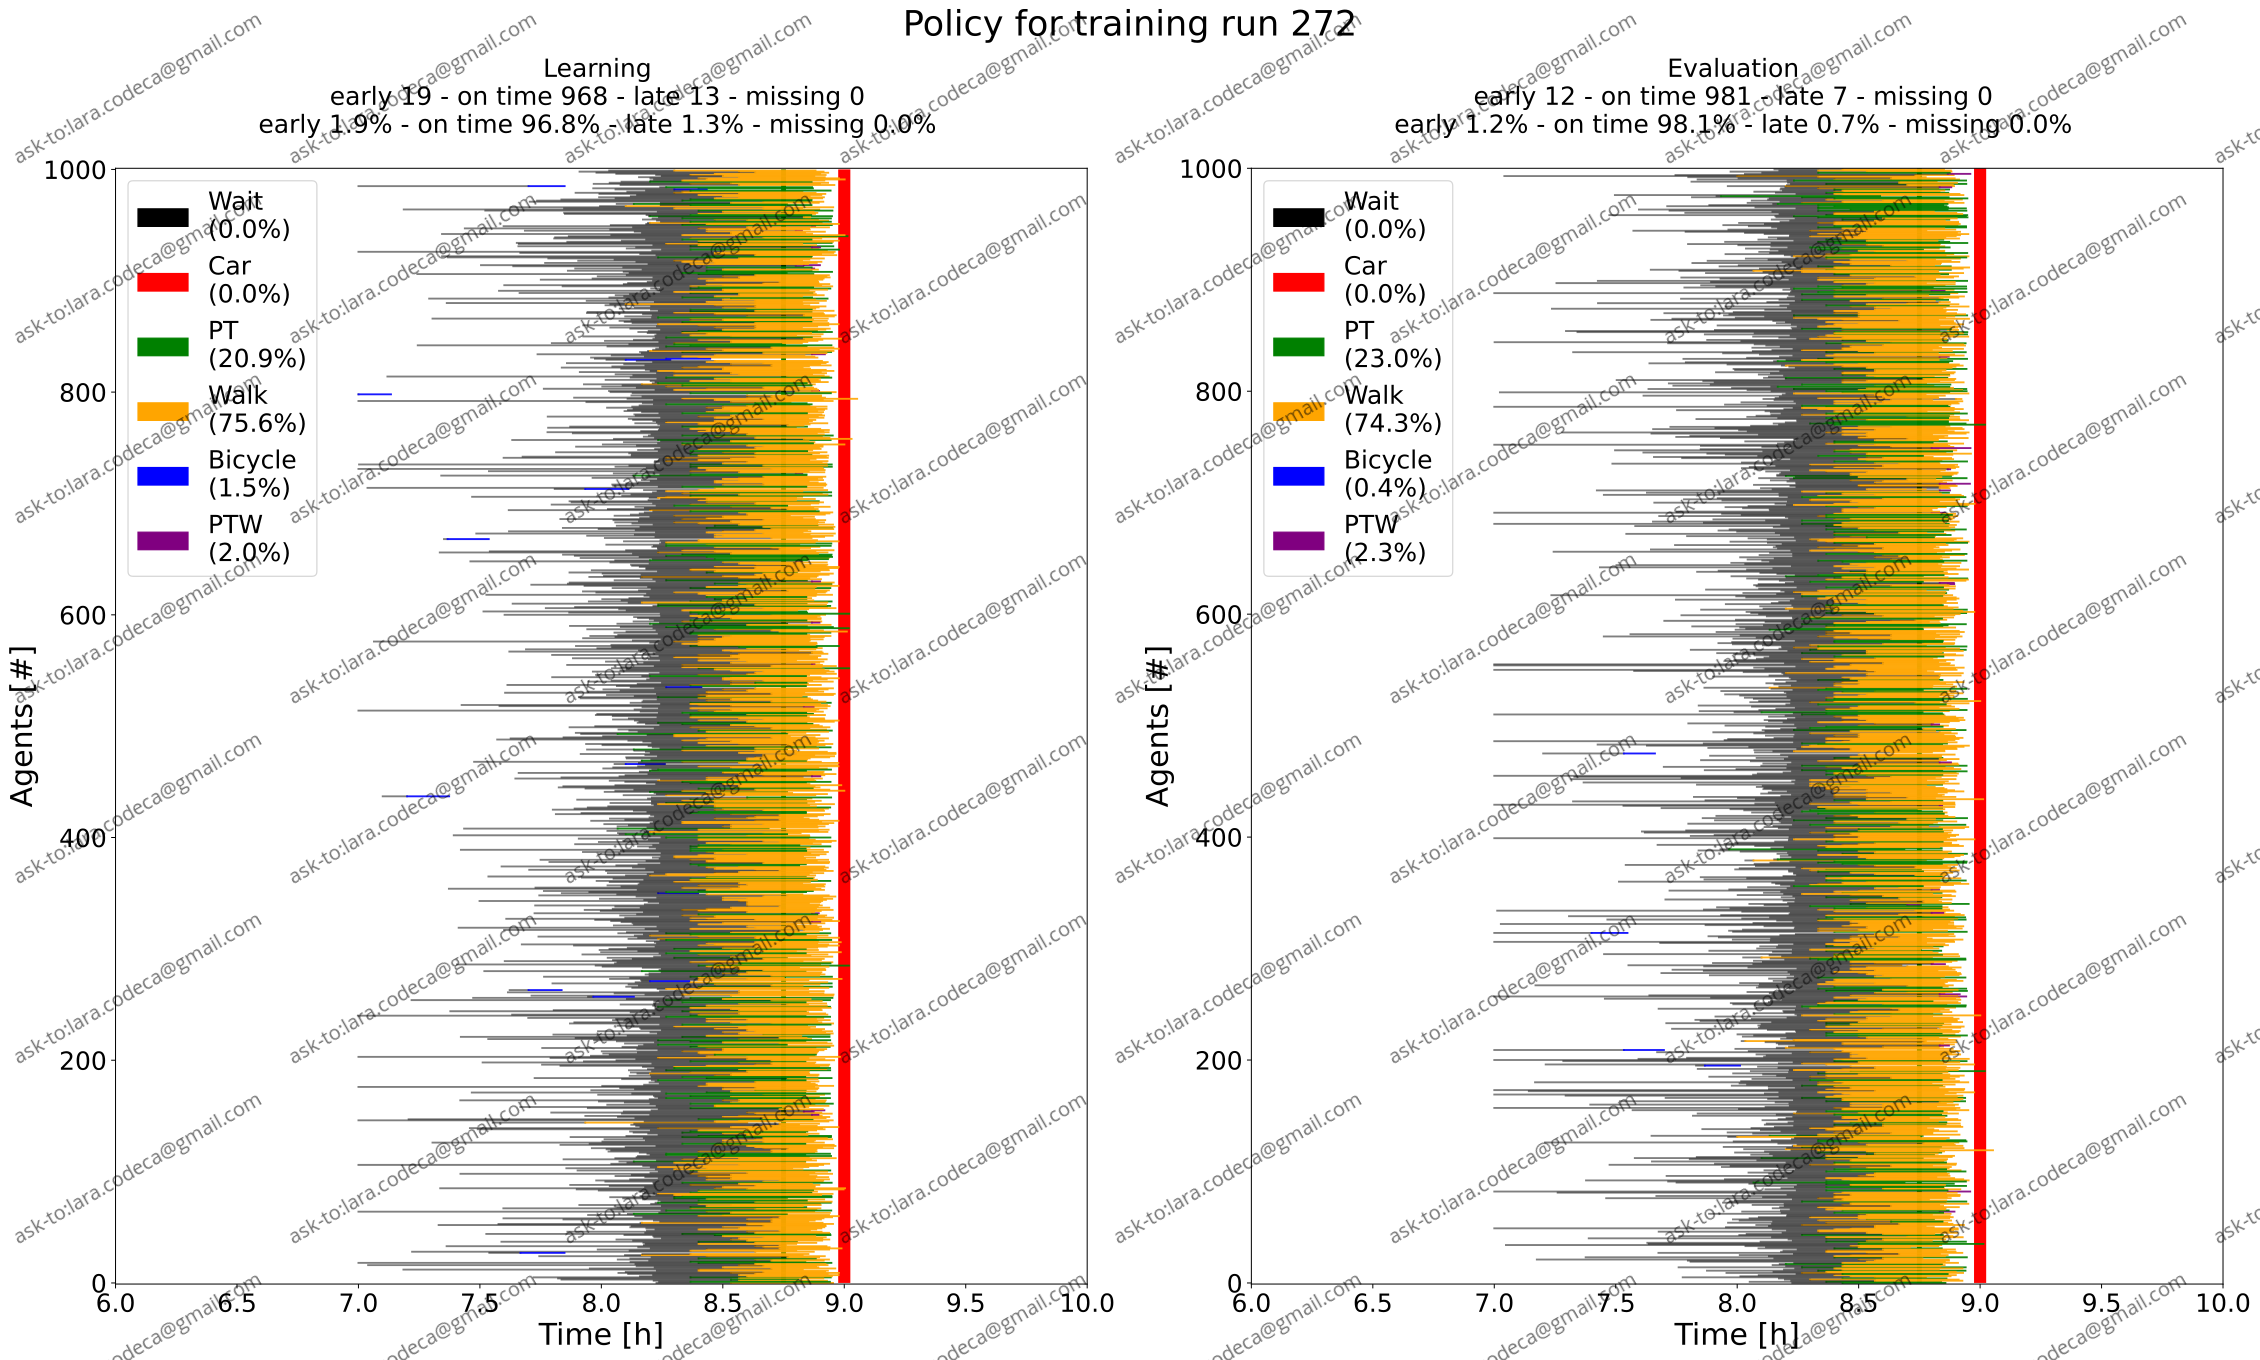 Policy for training run 272
Learning
early 19 - on time 968 - late 13 - missing 0
early 1.9% - on time 96.8% - late 1.3% - missing 0.0%
Agents [#]
1000
800
600
400
200
0
Wait
(0.0%)
Car
(0.0%)
PT
(20.9%)
Walk
(75.6%)
Bicycle
(1.5%)
PTW
(2.0%)
6.0 6.5 7.0 7.5 8.0 8.5 9.0 9.5 10.0
Time [h]
Evaluation
early 12 - on time 981 - late 7 - missing 0
early 1.2% - on time 98.1% - late 0.7% - missing 0.0%
Agents [#]
1000
800
600
400
200
0
Wait
(0.0%)
Car
(0.0%)
PT
(23.0%)
Walk
(74.3%)
Bicycle
(0.4%)
PTW
(2.3%)
6.0 6.5 7.0 7.5 8.0 8.5 9.0 9.5 10.0
Time [h]
ask-to:lara.codeca@gmail.com